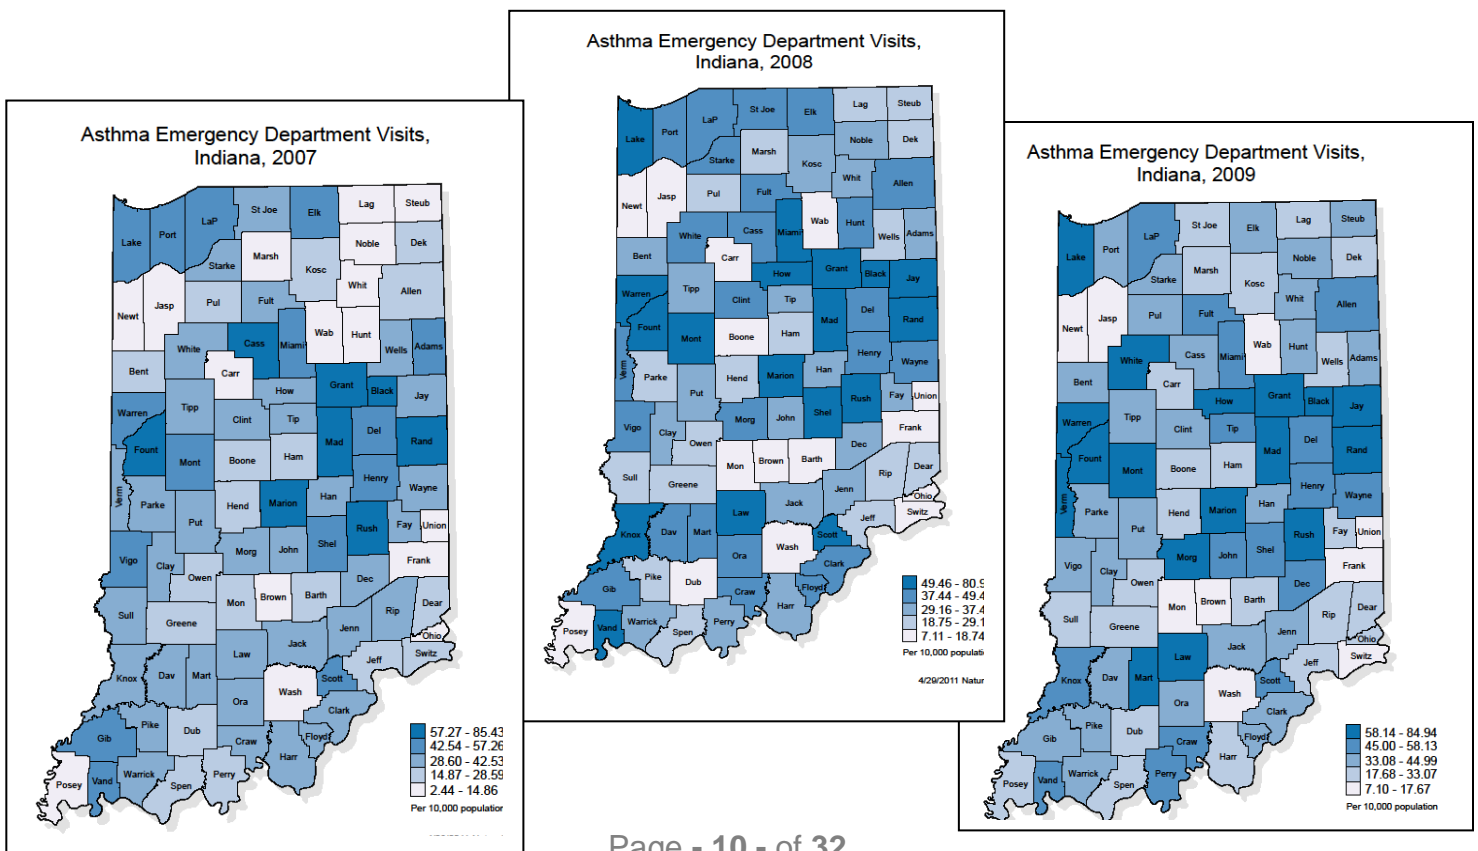 Asthma Emergency Department Visits,
Indiana, 2007
Lake
Port
LaP
St Joe
Elk
Lag
Steub
Noble
Dek
Marsh
Starke
Kosc
Whit
Allen
Newt
Jasp
Pul
Fult
Wab
Hunt
White
Cass
Miami
Wells
Adams
Bent
Carr
Grant
Black
Jay
How
Warren
Tipp
Clint
Tip
Mad
Del
Rand
Fount
Mont
Boone
Ham
Henry
Wayne
Verm
Parke
Put
Hend
Marion
Han
Rush
Fay
Union
Vigo
Clay
Morg
John
Shel
Frank
Owen
Dec
Sull
Greene
Mon
Brown
Barth
Rip
Dear
Jenn
Ohio
Switz
Law
Jack
Jeff
Knox
Dav
Mart
Wash
Scott
Ora
Clark
Gib
Pike
Dub
Craw
Floyd
Harr
Posey
Vand
Warrick
Spen
Perry
57.27 - 85.43
42.54 - 57.26
28.60 - 42.53
14.87 - 28.59
2.44 - 14.86
Per 10,000 populatior
Asthma Emergency Department Visits,
Indiana, 2008
Lake
Port
LaP
St Joe
Elk
Lag
Steub
Noble
Dek
Marsh
Starke
Kosc
Whit
Allen
Newt
Jasp
Pul
Fult
Wab
Hunt
White
Cass
Miami
Wells
Adams
Bent
Carr
Grant
Black
Jay
How
Warren
Tipp
Clint
Tip
Mad
Del
Rand
Fount
Mont
Boone
Ham
Henry
Wayne
Verm
Parke
Put
Hend
Marion
Han
Rush
Fay
Union
Vigo
Clay
Morg
John
Shel
Frank
Owen
Dec
Sull
Greene
Mon
Brown
Barth
Rip
Dear
Jenn
Ohio
Switz
Law
Jack
Jeff
Knox
Dav
Mart
Wash
Scott
Ora
Clark
Gib
Pike
Dub
Craw
Floyd
Harr
Posey
Vand
Warrick
Spen
Perry
49.46 - 80.9
37.44 - 49.4
29.16 - 37.4
18.75 - 29.1
7.11 - 18.74
Per 10,000 populati
4/29/2011 Natur
Asthma Emergency Department Visits,
Indiana, 2009
Lake
Port
LaP
St Joe
Elk
Lag
Steub
Noble
Dek
Marsh
Starke
Kosc
Whit
Allen
Newt
Jasp
Pul
Fult
Wab
Hunt
White
Cass
Miami
Wells
Adams
Bent
Carr
Grant
Black
Jay
How
Warren
Tipp
Clint
Tip
Mad
Del
Rand
Fount
Mont
Boone
Ham
Henry
Wayne
Verm
Parke
Put
Hend
Marion
Han
Rush
Fay
Union
Vigo
Clay
Morg
John
Shel
Frank
Owen
Dec
Sull
Greene
Mon
Brown
Barth
Rip
Dear
Jenn
Ohio
Switz
Law
Jack
Jeff
Knox
Dav
Mart
Wash
Scott
Ora
Clark
Gib
Pike
Dub
Craw
Floyd
Harr
Posey
Vand
Warrick
Spen
Perry
58.14 - 84.94
45.00 - 58.13
33.08 - 44.99
17.68 - 33.07
7.10 - 17.67
Per 10,000 population
Page - 10 - of 32